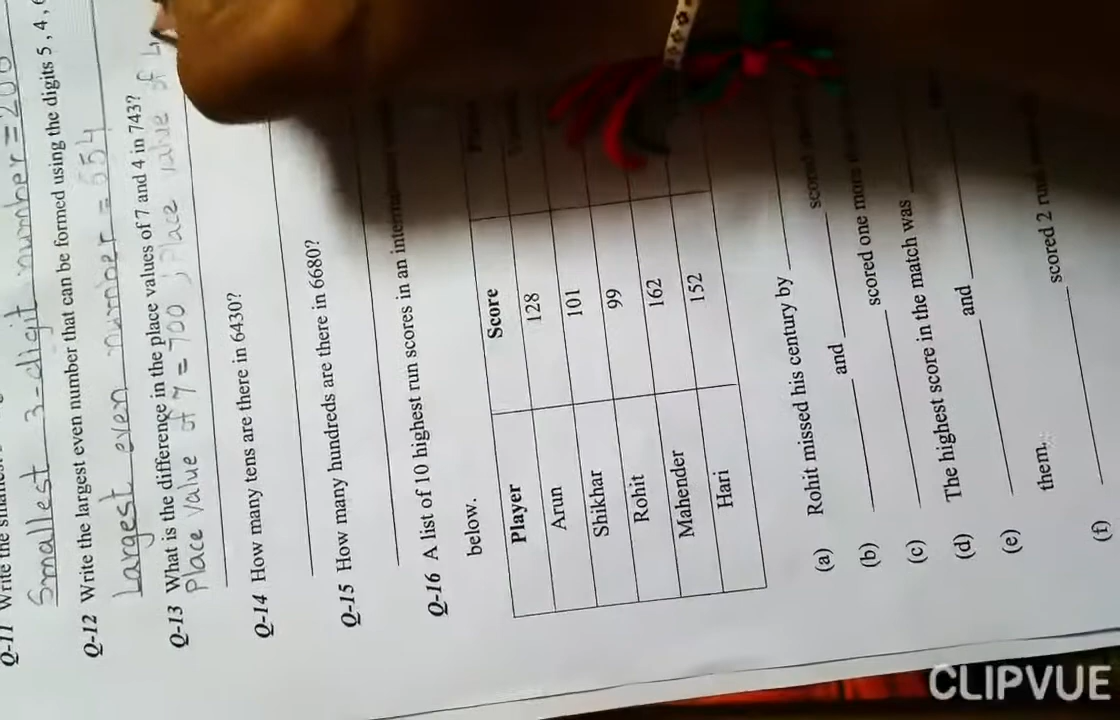 Q-11 Write the
Smallest 3-digit number = 200
Q-12 Write the largest even number that can be formed using the digits 5, 4,
Largest even number = 654
Q-13 What is the difference in the place values of 7 and 4 in 743?
Place value of 7 = 700 ; Place value of 4
Q-14 How many tens are there in 6430?
Q-15 How many hundreds are there in 6680?
Q-16 A list of 10 highest run scores in an
below.
Player Score
Arun 128
Shikhar 101
Rohit 99
Mahender 162
Hari 152
(a) Rohit missed his century by
(b) and scored
(c) scored one more
(d) The highest score in the match was
(e) and
them.
(f) scored 2
CLIPVUE